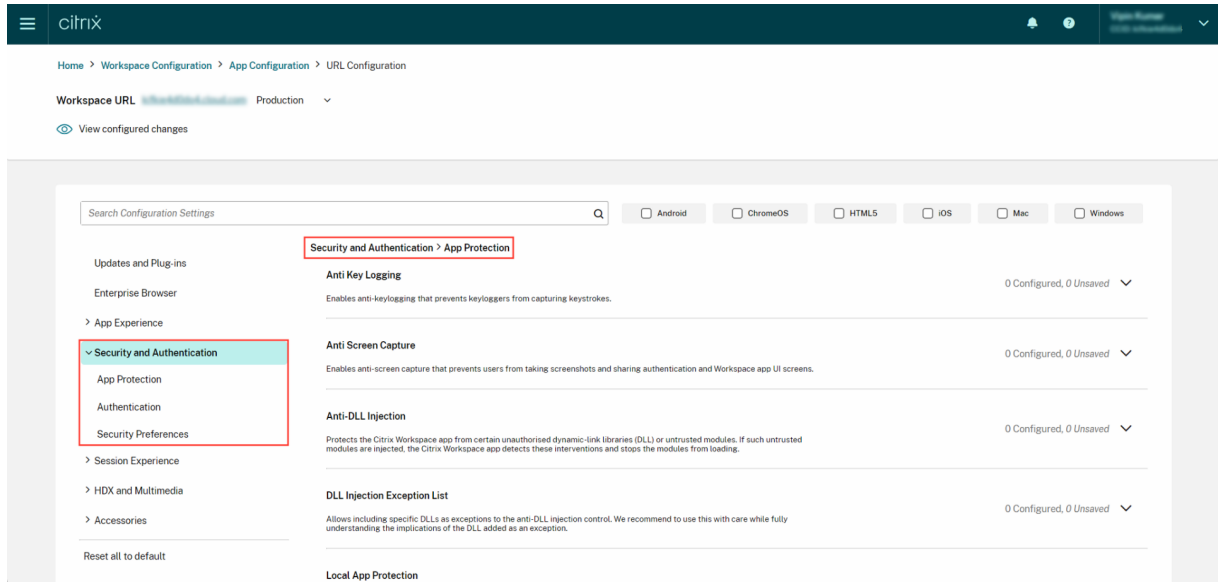 citrix
Home > Workspace Configuration > App Configuration > URL Configuration
Workspace URL Production
View configured changes
Search Configuration Settings
Android
ChromeOS
HTML5
iOS
Mac
Windows
Updates and Plug-ins
Enterprise Browser
App Experience
Security and Authentication
App Protection
Authentication
Security Preferences
Session Experience
HDX and Multimedia
Accessories
Reset all to default
Security and Authentication > App Protection
Anti Key Logging
Enables anti-keylogging that prevents keyloggers from capturing keystrokes.
0 Configured, 0 Unsaved
Anti Screen Capture
Enables anti-screen capture that prevents users from taking screenshots and sharing authentication and Workspace app UI screens.
0 Configured, 0 Unsaved
Anti-DLL Injection
Protects the Citrix Workspace app from certain unauthorised dynamic-link libraries (DLL) or untrusted modules. If such untrusted
modules are injected, the Citrix Workspace app detects these interventions and stops the modules from loading.
0 Configured, 0 Unsaved
DLL Injection Exception List
Allows including specific DLLs as exceptions to the anti-DLL injection control. We recommend to use this with care while fully
understanding the implications of the DLL added as an exception.
0 Configured, 0 Unsaved
Local App Protection